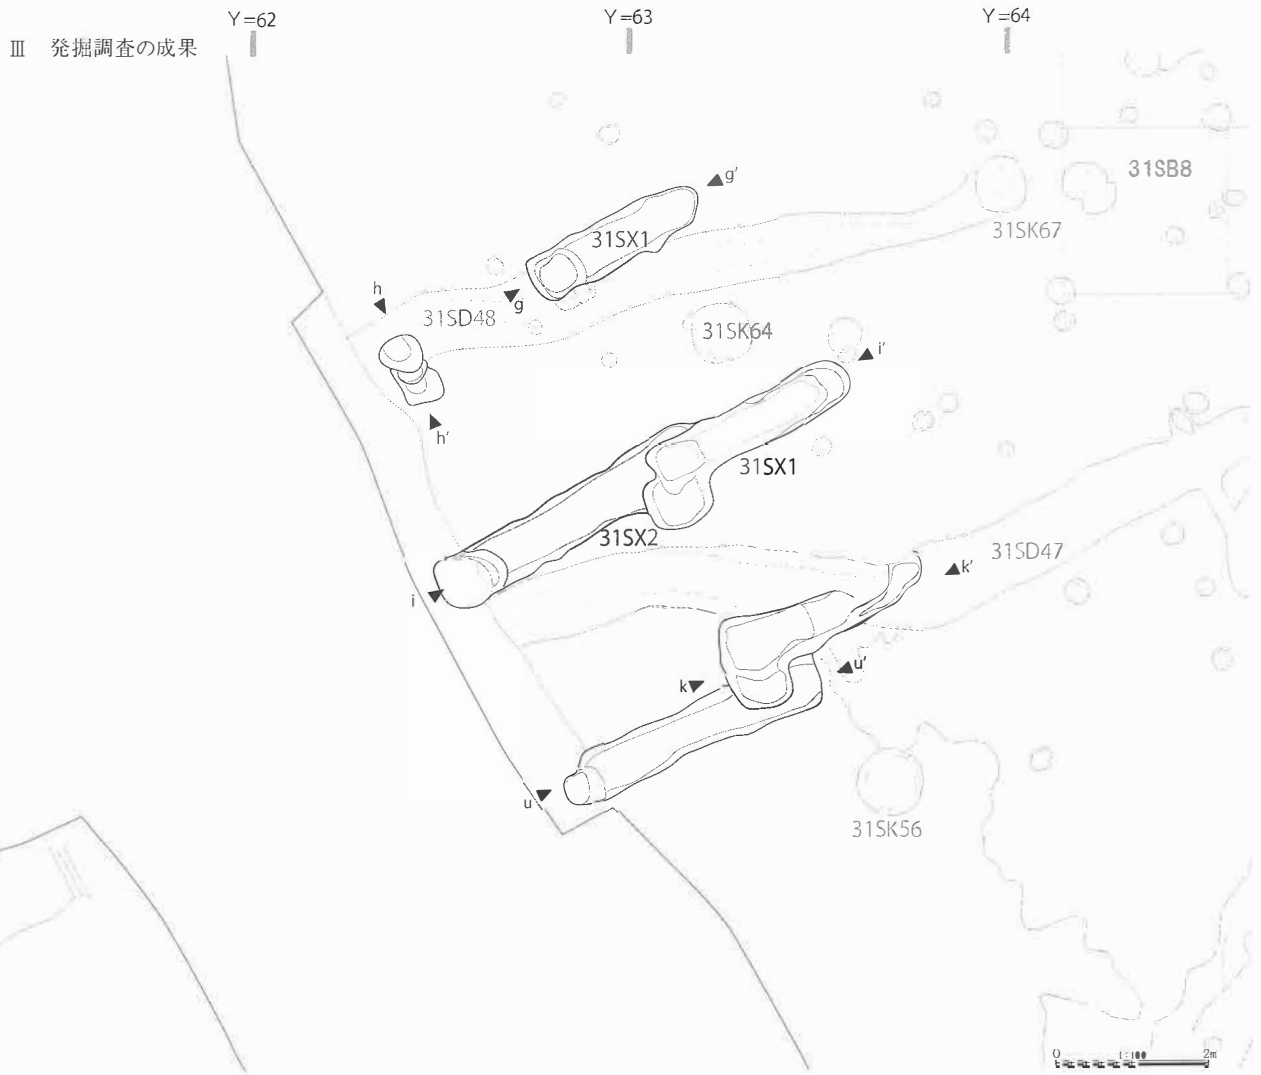 Y=62
Y=63
Y=64
Ⅲ 発掘調査の成果
31SB8
g'
31SK67
31SX1
h
g
31SD48
31SK64
i'
h'
31SX1
31SX2
31SD47
k'
i
u'
k
u
31SK56
0 1:100 2m